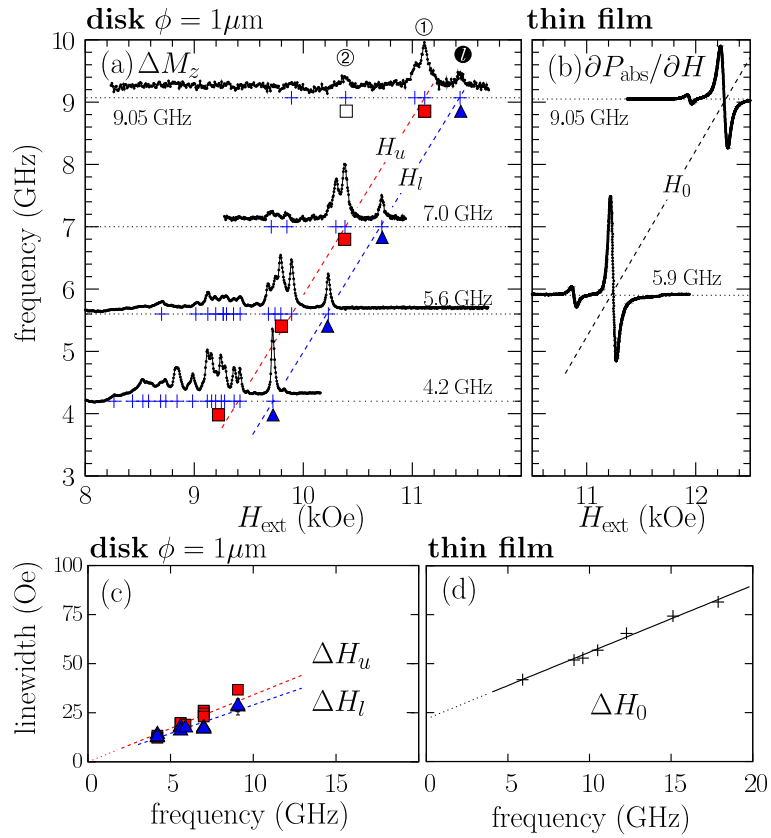 disk ϕ = 1μm thin film
(a) ΔM_z ② ① l (b) ∂P_abs/∂H
9.05 GHz 9.05 GHz
H_u
H_l H_0
7.0 GHz
5.6 GHz 5.9 GHz
4.2 GHz
frequency (GHz)
10
9
8
7
6
5
4
3
8 9 10 11 11 12
H_ext (kOe) H_ext (kOe)
disk ϕ = 1μm thin film
linewidth (Oe)
100
75
50
25
0
(c) (d)
ΔH_u
ΔH_l ΔH_0
0 5 10 15 0 5 10 15 20
frequency (GHz) frequency (GHz)